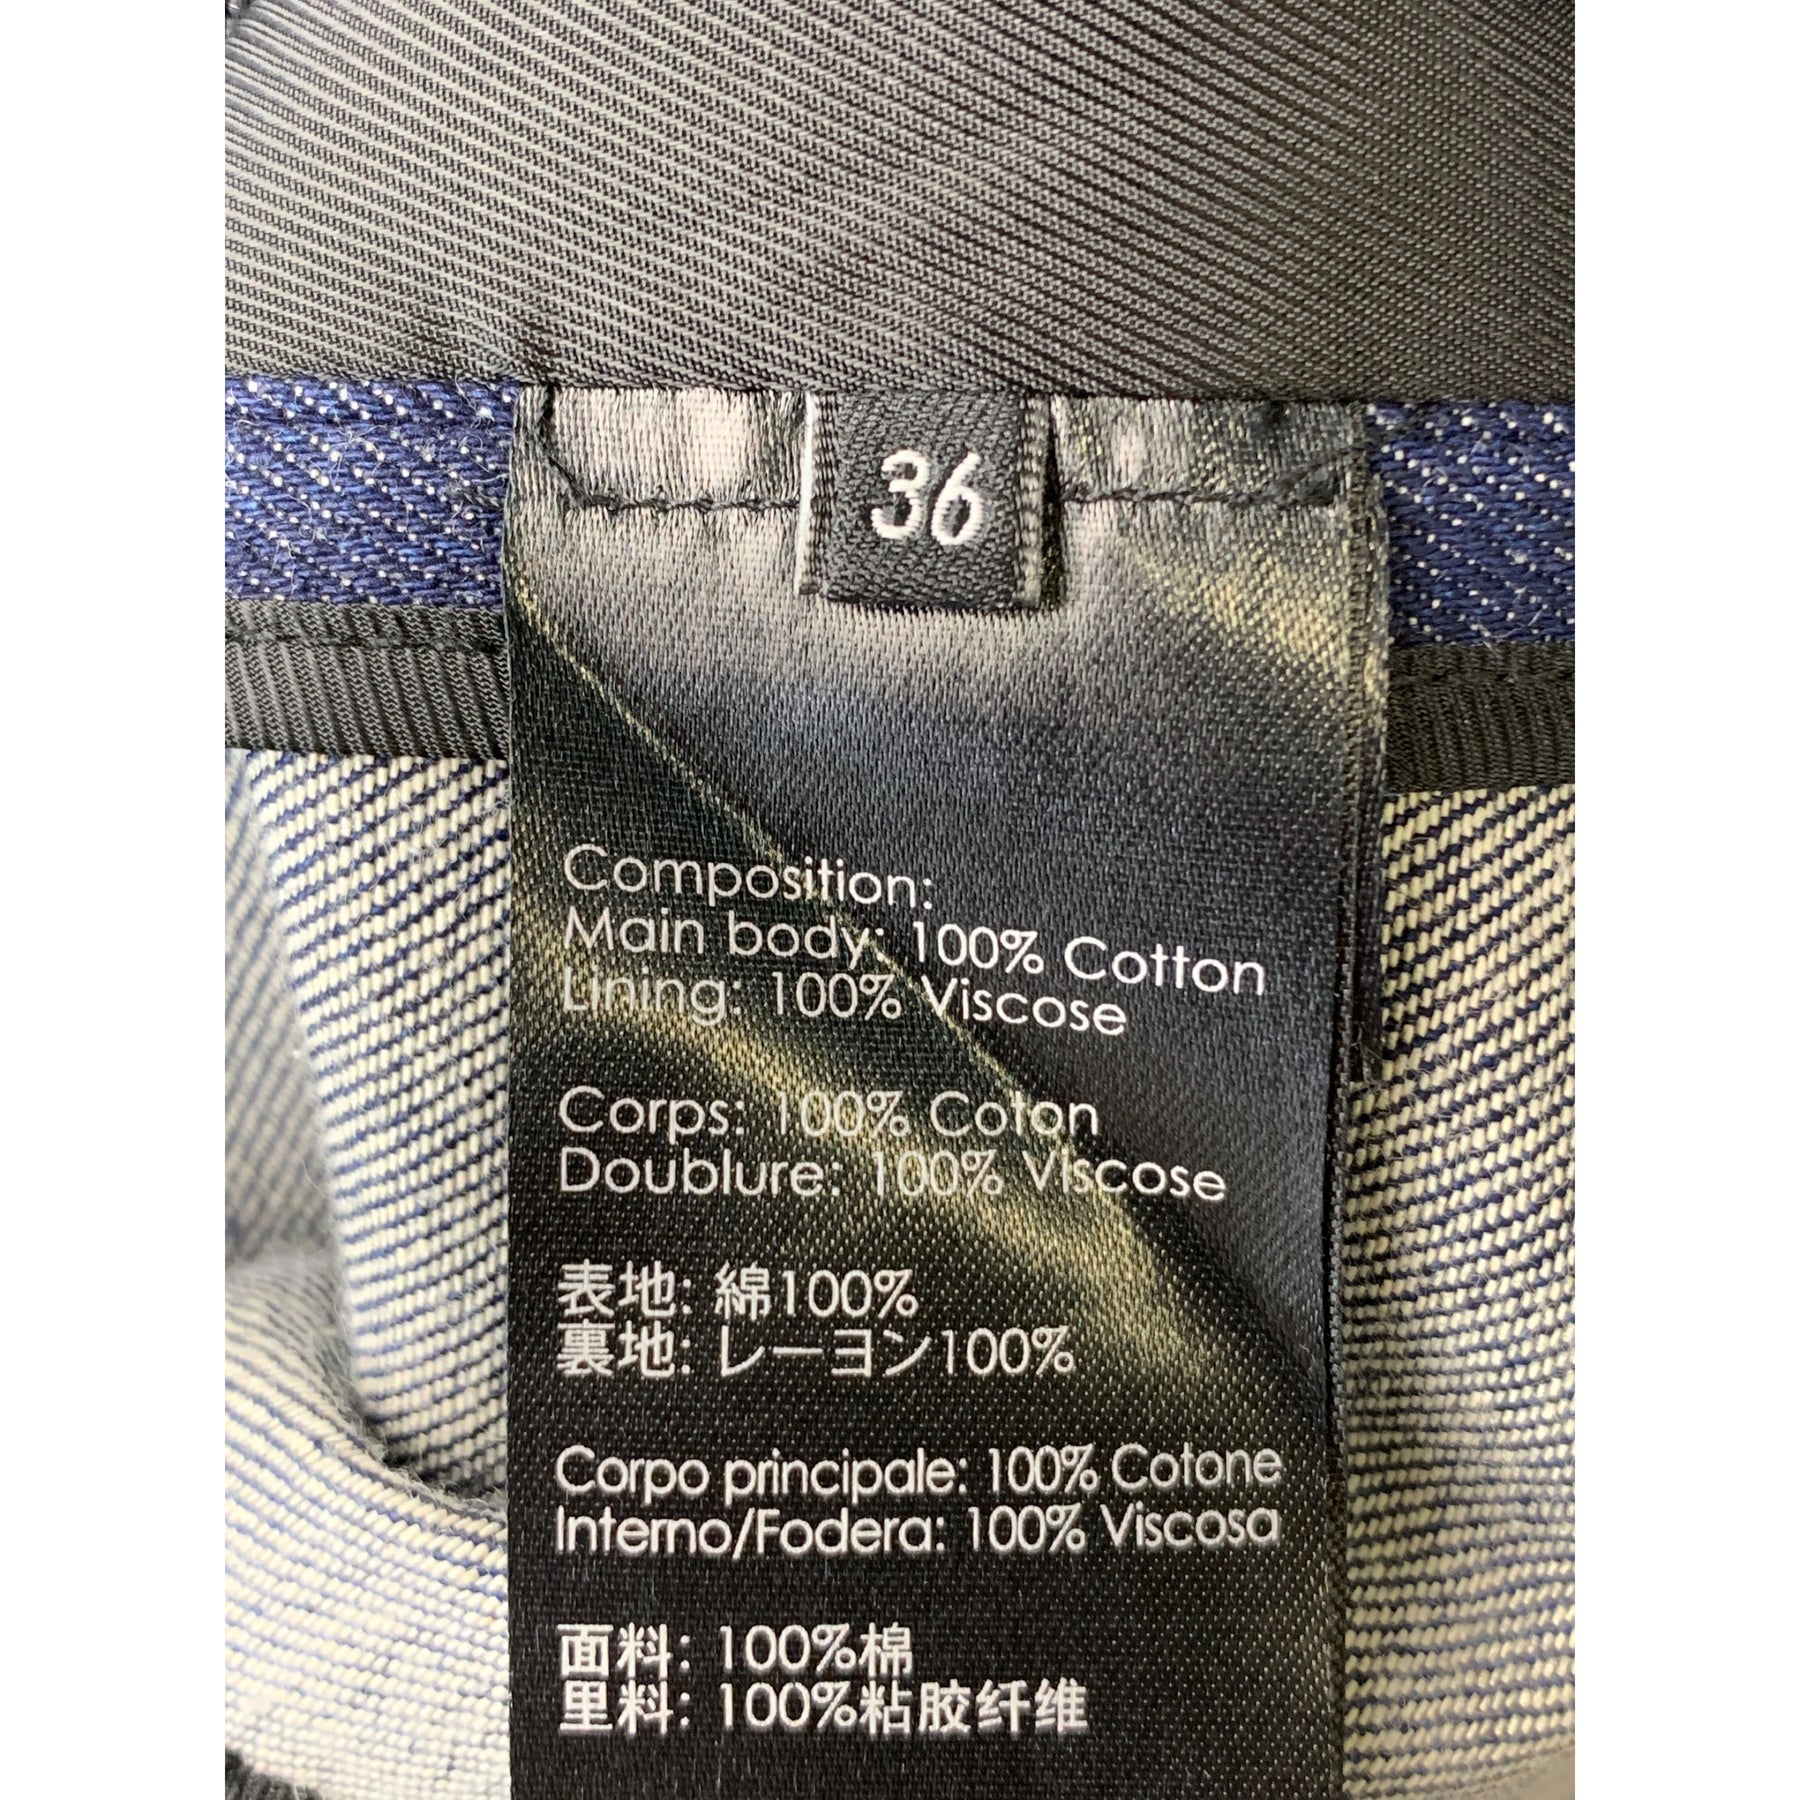 36
Composition:
Main body: 100% Cotton
Lining: 100% Viscose
Corps: 100% Coton
Doublure: 100% Viscose
表地: 綿100%
裏地: レーヨン100%
Corpo principale: 100% Cotone
Interno/Fodera: 100% Viscosa
面料: 100%棉
里料: 100%粘胶纤维